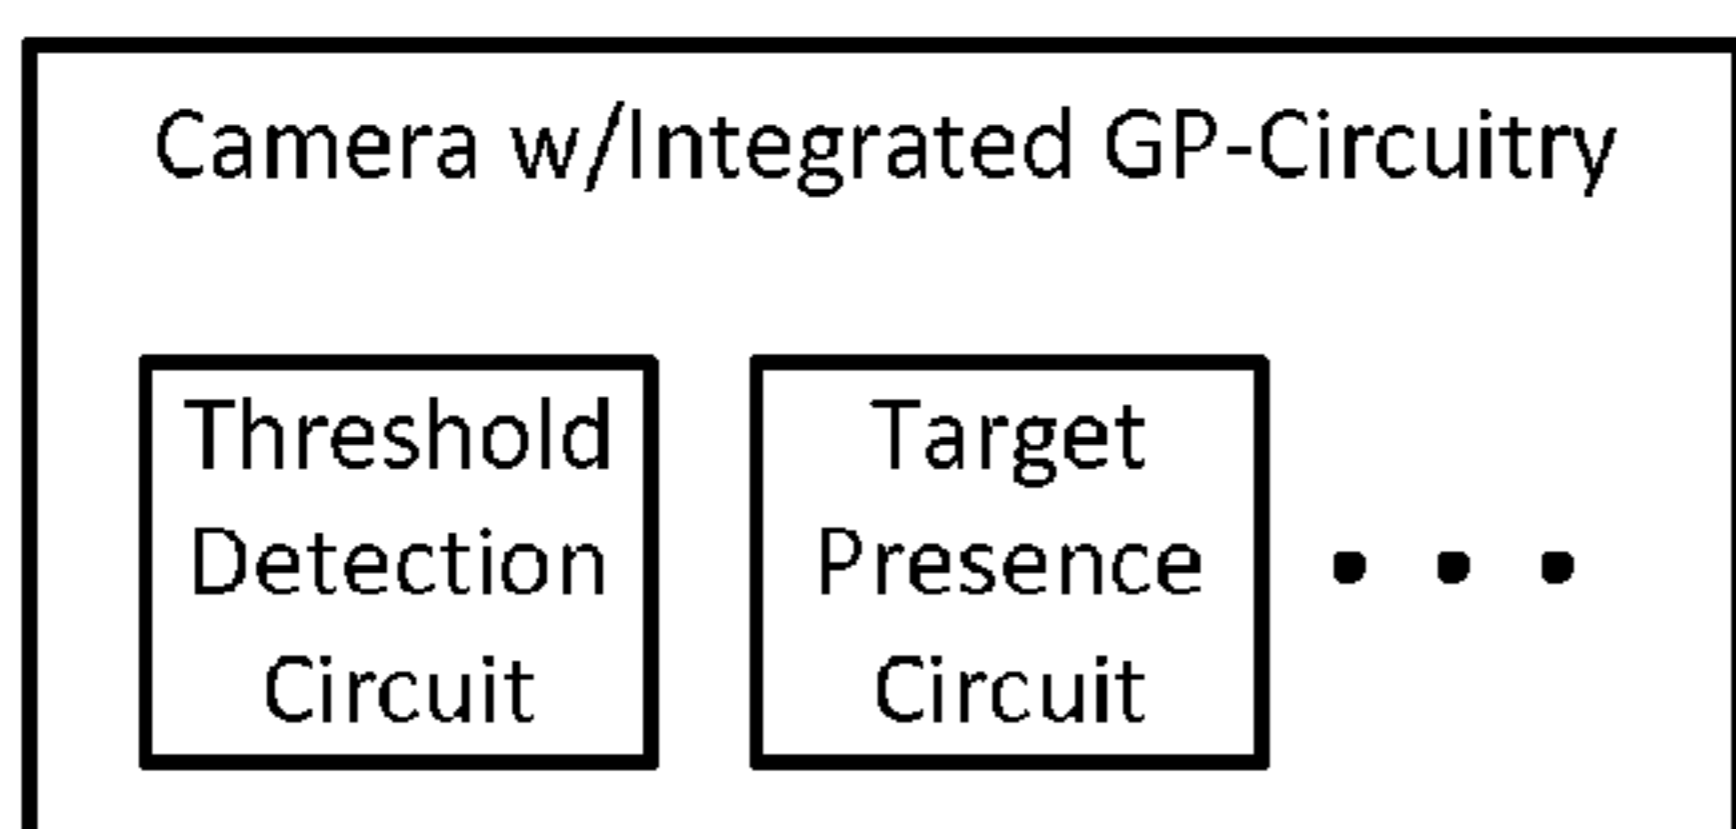 Camera w/Integrated GP-Circuitry
Threshold
Detection
Circuit
Target
Presence
Circuit
• • •